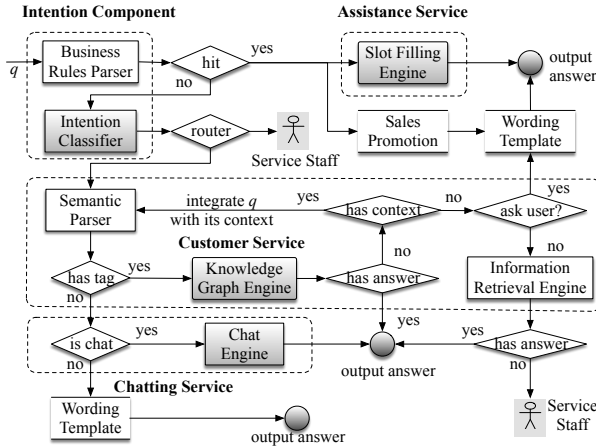 Intention Component
Assistance Service
q
Business
Rules Parser
hit
yes
Slot Filling
Engine
output
answer
no
Intention
Classifier
router
Service Staff
Sales
Promotion
Wording
Template
Semantic
Parser
integrate q
with its context
yes
has context
no
ask user?
yes
Customer Service
no
no
has tag
yes
Knowledge
Graph Engine
has answer
Information
Retrieval Engine
no
yes
is chat
yes
Chat
Engine
output answer
yes
has answer
no
no
Chatting Service
Wording
Template
output answer
Service
Staff